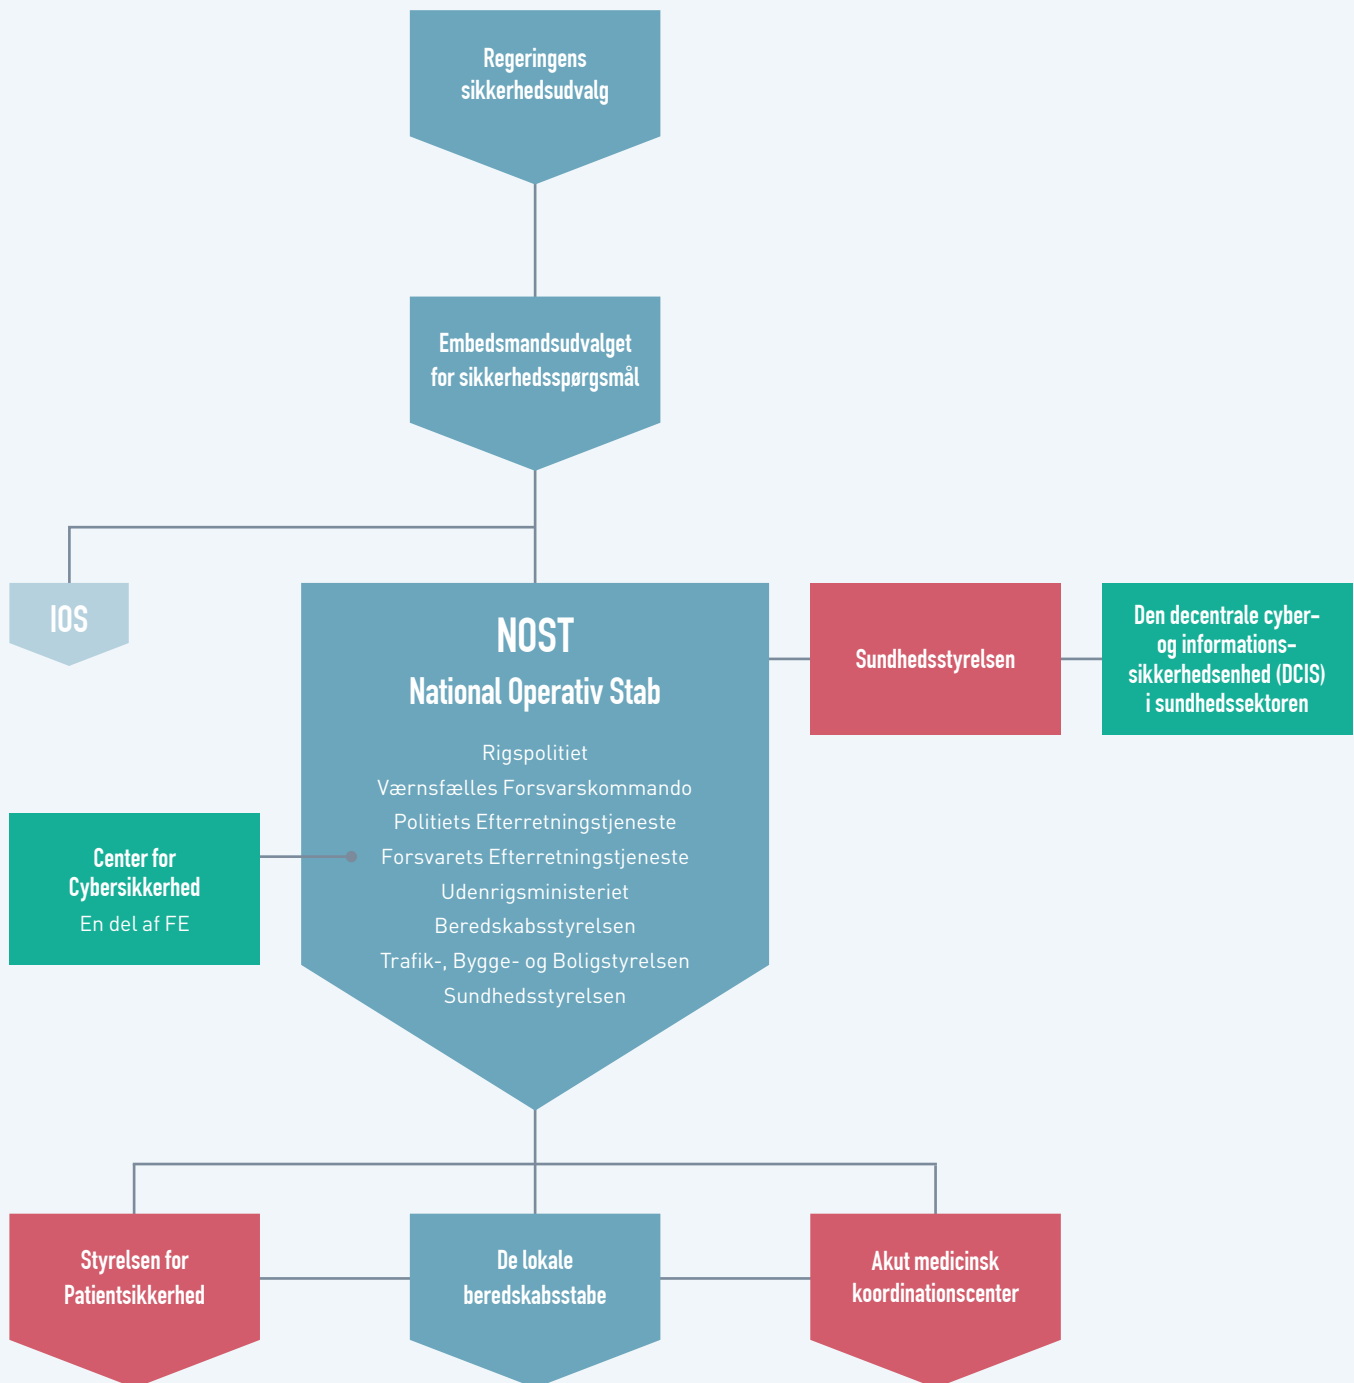 Regeringens
sikkerhedsudvalg
Embedsmandsudvalget
for sikkerhedsspørgsmål
IOS
NOST
National Operativ Stab
Rigspolitiet
Værnsfælles Forsvarskommando
Politiets Efterretningstjeneste
Forsvarets Efterretningstjeneste
Udenrigsministeriet
Beredskabsstyrelsen
Trafik-, Bygge- og Boligstyrelsen
Sundhedsstyrelsen
Sundhedsstyrelsen
Den decentrale cyber-
og informations-
sikkerhedsenhed (DCIS)
i sundhedssektoren
Center for
Cybersikkerhed
En del af FE
Styrelsen for
Patientsikkerhed
De lokale
beredskabsstabe
Akut medicinsk
koordinationscenter